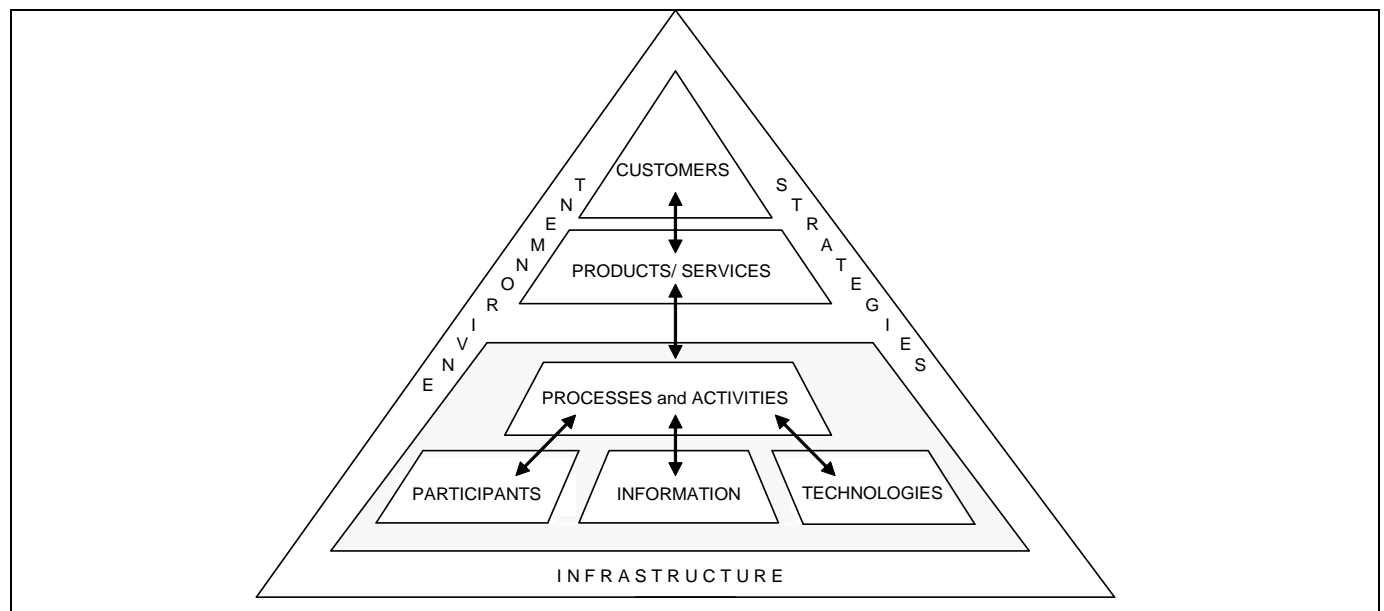 CUSTOMERS
PRODUCTS/ SERVICES
ENVIRONMENT
STRATEGIES
PROCESSES and ACTIVITIES
PARTICIPANTS
INFORMATION
TECHNOLOGIES
INFRASTRUCTURE